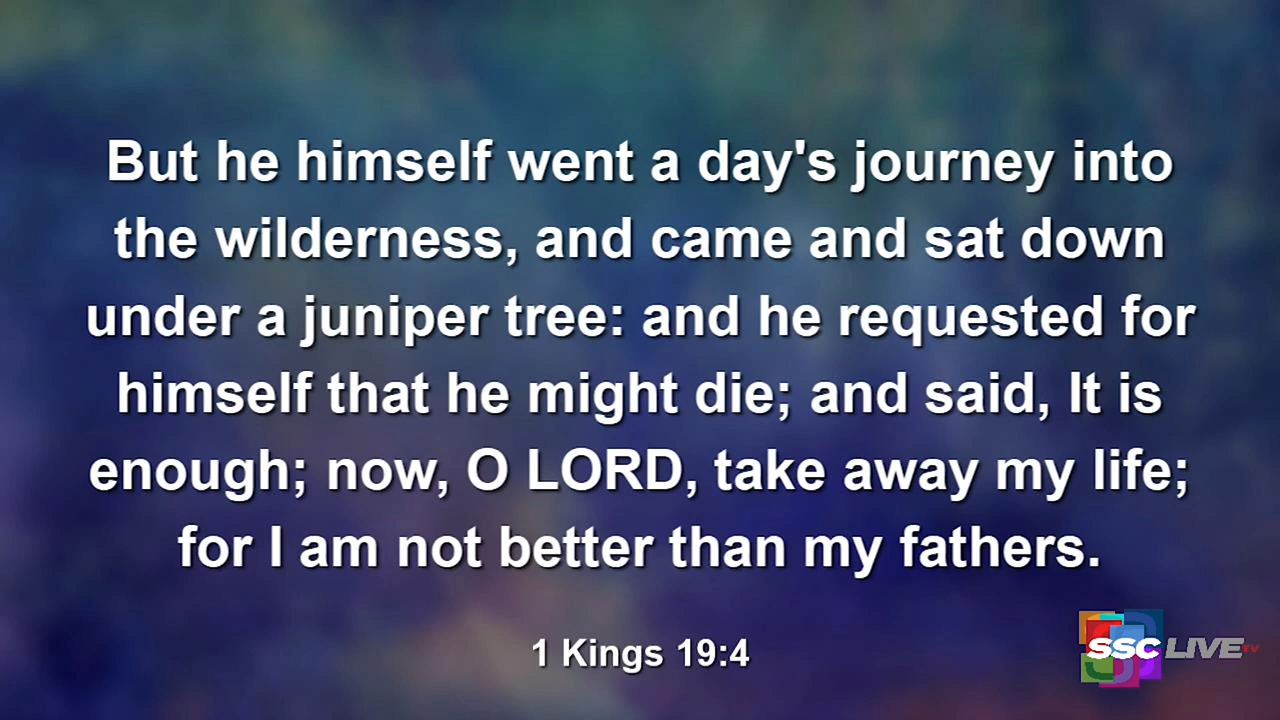 But he himself went a day's journey into
the wilderness, and came and sat down
under a juniper tree: and he requested for
himself that he might die; and said, It is
enough; now, O LORD, take away my life;
for I am not better than my fathers.
1 Kings 19:4
SSC LIVE TV